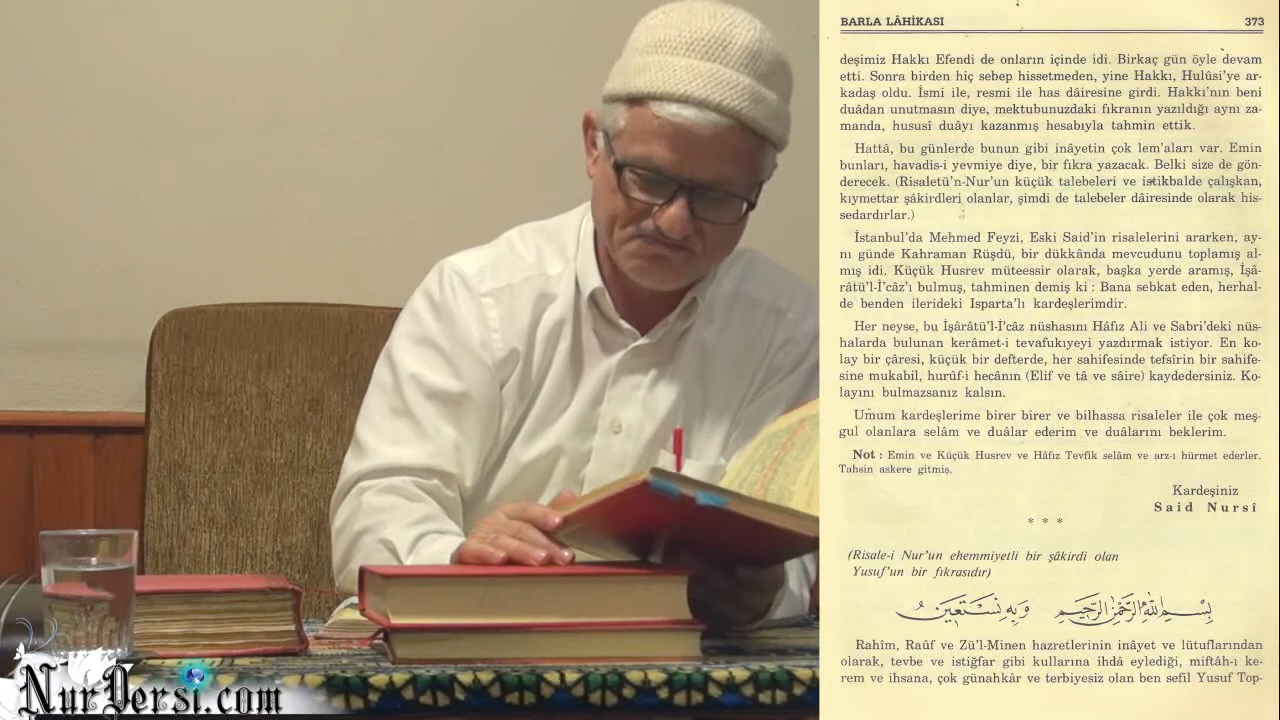 BARLA LÂHİKASI 373
deşimiz Hakkı Efendi de onların içinde idi. Birkaç gün öyle devam
etti. Sonra birden hiç sebep hissetmeden, yine Hakkı, Hulûsi'ye ar-
kadaş oldu. İsmi ile, resmi ile has dâiresine girdi. Hakkı'nın beni
duâdan unutmasın diye, mektubunuzdaki fıkranın yazıldığı aynı za-
manda, hususî duâyı kazanmış hesabıyla tahmin ettik.
Hattâ, bu günlerde bunun gibi inâyetin çok lem'aları var. Emin
bunları, havadis-i yevmiye diye, bir fıkra yazacak. Belki size de gön-
derecek. (Risaletü'n-Nur'un küçük talebeleri ve istikbalde çalışkan,
kıymettar şâkirdleri olanlar, şimdi de talebeler dâiresinde olarak his-
sedardırlar.)
İstanbul'da Mehmed Feyzi, Eski Said'in risalelerini ararken, ay-
nı günde Kahraman Rüşdü, bir dükkânda mevcudunu toplamış al-
mış idi. Küçük Husrev müteessir olarak, başka yerde aramış, İşâ-
râtü'l-İ'câz'ı bulmuş, tahminen demiş ki : Bana sebkat eden, herhal-
de benden ilerideki Isparta'lı kardeşlerimdir.
Her neyse, bu İşârâtü'l-İ'câz nüshasını Hâfız Ali ve Sabri'deki nüs-
halarda bulunan kerâmet-i tevafukıyeyi yazdırmak istiyor. En ko-
lay bir çâresi, küçük bir defterde, her sahifesinde tefsîrin bir sahife-
sine mukabil, hurûf-i hecânın (Elif ve tâ ve sâire) kaydedersiniz. Ko-
layını bulmazsanız kalsın.
Umum kardeşlerime birer birer ve bilhassa risaleler ile çok meş-
gul olanlara selâm ve duâlar ederim ve duâlarını beklerim.
Not : Emin ve Küçük Husrev ve Hâfız Tevfik selâm ve arz-ı hürmet ederler.
Tahsin askere gitmiş.
Kardeşiniz
Said Nursî
* * *
(Risale-i Nur'un ehemmiyetli bir şâkirdi olan
Yusuf'un bir fıkrasıdır)
بِسْمِ اللّٰهِ الرَّحْمٰنِ الرَّحِيمِ وَبِهِ نَسْتَعِينُ
Rahîm, Raûf ve Zü'l-Minen hazretlerinin inâyet ve lütuflarından
olarak, tevbe ve istiğfar gibi kullarına ihdâ eylediği, miftâh-ı ke-
rem ve ihsana, çok günahkâr ve terbiyesiz olan ben sefil Yusuf Top-
NurDersi.com